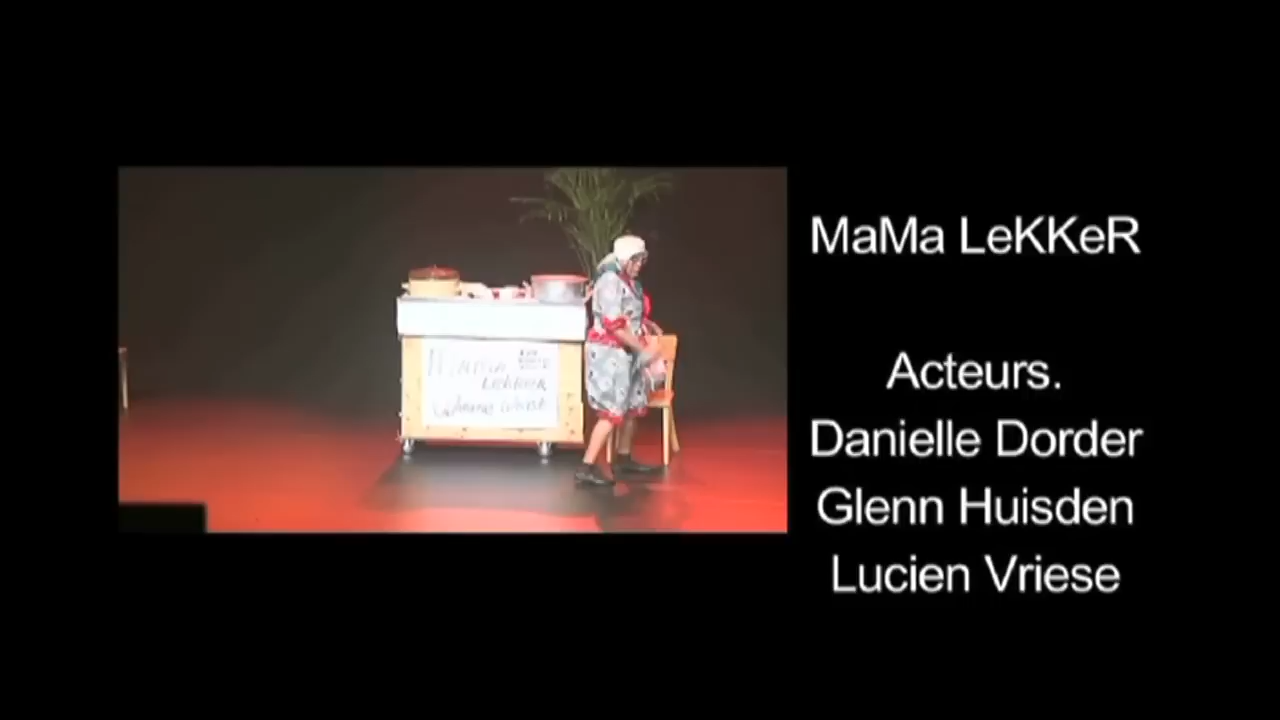 MaMa LeKKeR
Acteurs.
Danielle Dorder
Glenn Huisden
Lucien Vriese